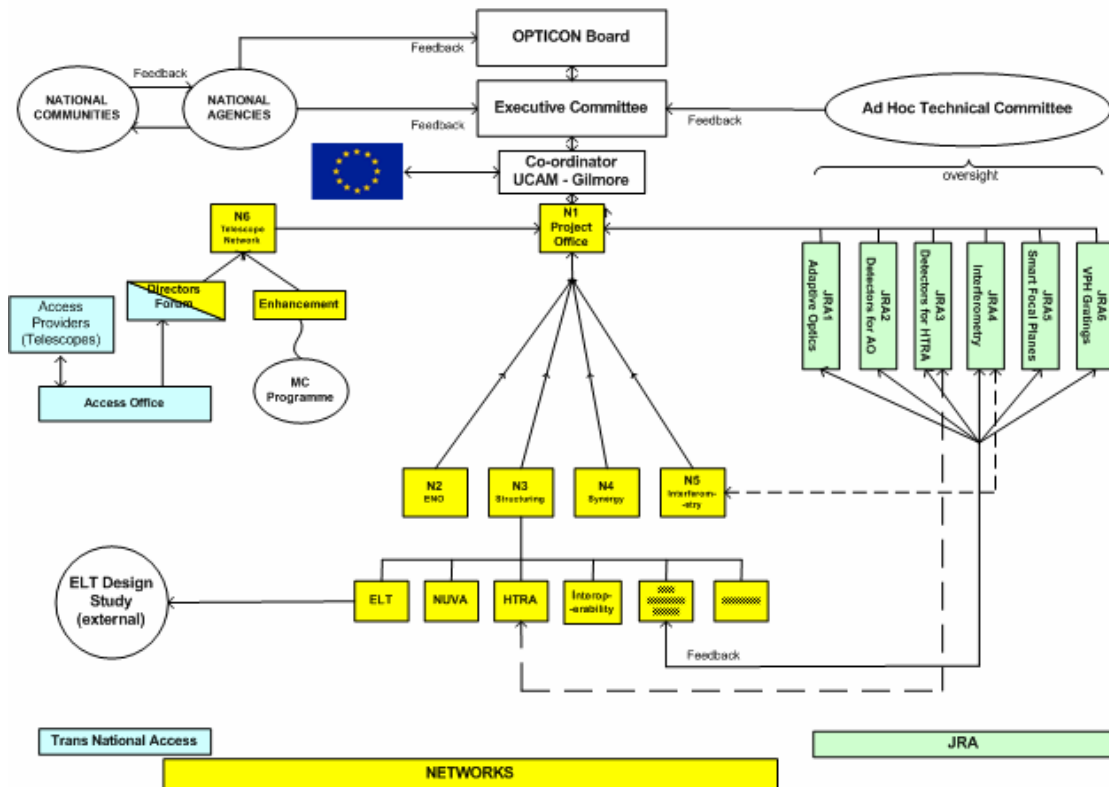 OPTICON Board
Feedback
Feedback
NATIONAL
COMMUNITIES
NATIONAL
AGENCIES
Executive Committee
Ad Hoc Technical Committee
Feedback
Feedback
Co-ordinator
UCAM - Gilmore
oversight
N6
Telescope
Network
N1
Project
Office
JRA1
Adaptive Optics
JRA2
Detectors for AO
JRA3
Detectors for HTRA
JRA4
Interferometry
JRA5
Smart Focal Planes
JRA6
VPH Gratings
Directors
Forum
Enhancement
Access
Providers
(Telescopes)
MC
Programme
Access Office
N2
ENO
N3
Structuring
N4
Synergy
N5
Interferom-
-etry
ELT Design
Study
(external)
ELT
NUVA
HTRA
Interop-
-erability
Feedback
Trans National Access
JRA
NETWORKS